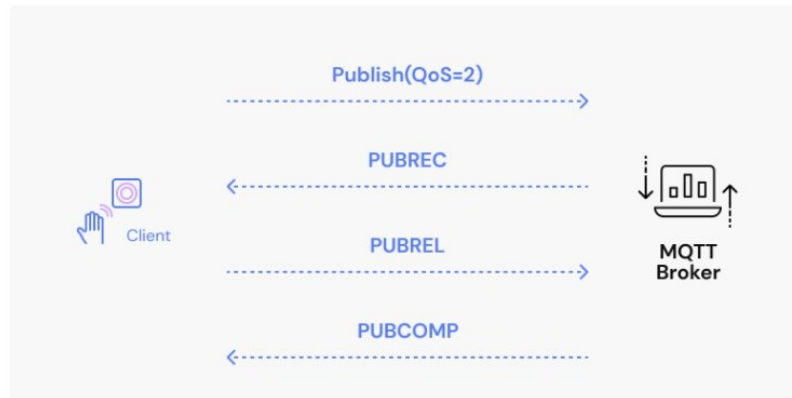 Publish(QoS=2)
PUBREC
Client
PUBREL
MQTT
Broker
PUBCOMP